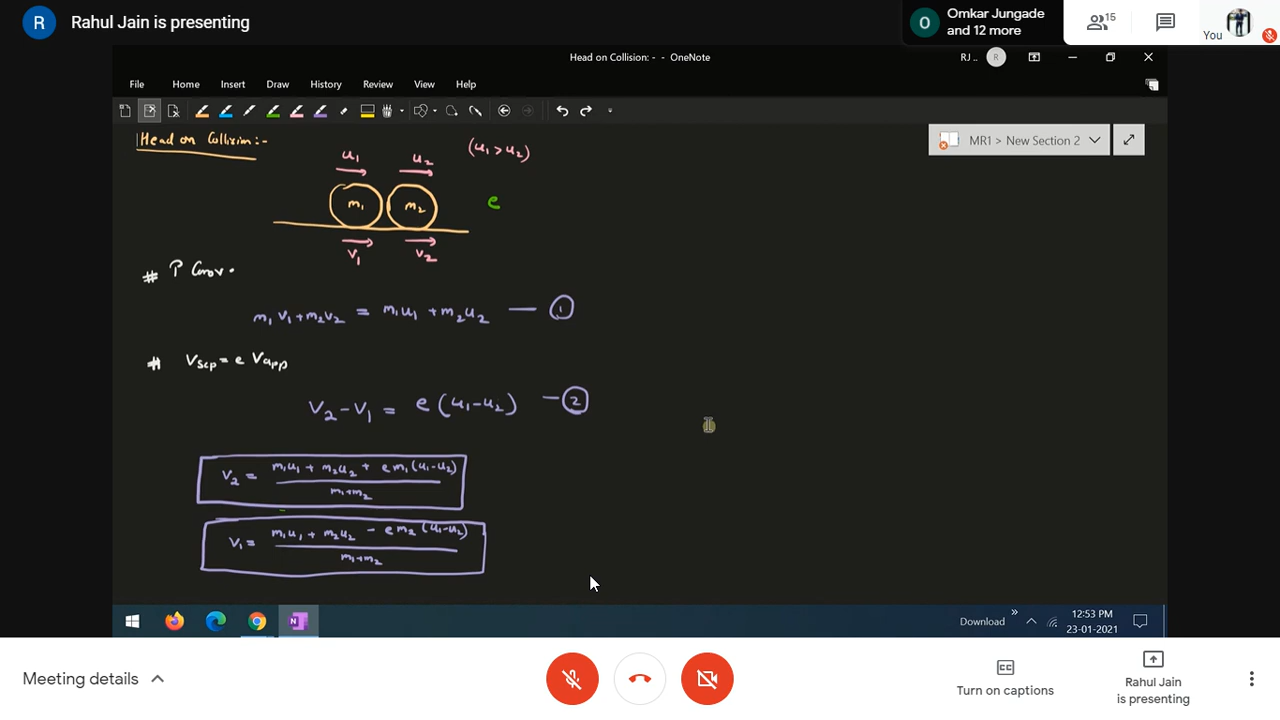 R Rahul Jain is presenting
O Omkar Jungade and 12 more
15
You
Head on Collision: - - OneNote
RJ .. R
File Home Insert Draw History Review View Help
MR1 > New Section 2
Head on Collision:-
u₁ u₂ (u₁ > u₂)
m₁ m₂ e
v₁ v₂
# P Conv.
m₁v₁ + m₂v₂ = m₁u₁ + m₂u₂ — ①
# Vsep = e Vapp
v₂ - v₁ = e (u₁ - u₂) — ②
v₂ = m₁u₁ + m₂u₂ + em₁(u₁-u₂)
m₁+m₂
v₁ = m₁u₁ + m₂u₂ - em₂(u₁-u₂)
m₁+m₂
N
Download » 12:53 PM
23-01-2021
Meeting details
CC
Turn on captions
Rahul Jain
is presenting